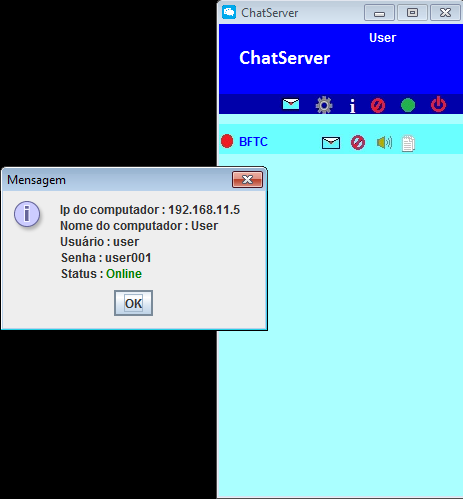 ChatServer
User
ChatServer
BFTC
Mensagem
Ip do computador : 192.168.11.5
Nome do computador : User
Usuário : user
Senha : user001
Status : Online
OK